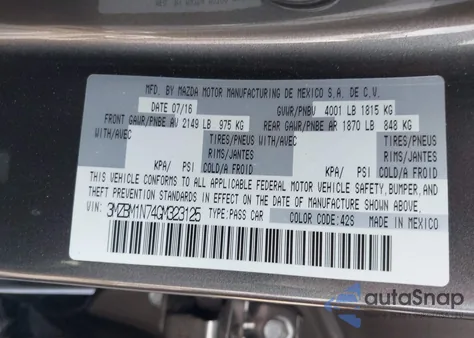 MFD. BY MAZDA MOTOR MANUFACTURING DE MEXICO S.A. DE C.V.
DATE 07/16 GVWR/PNBV 4001 LB 1815 KG
FRONT GAWR/PNBE AV 2149 LB 975 KG REAR GAWR/PNBE AR 1870 LB 848 KG
WITH/AVEC TIRES/PNEUS WITH/AVEC TIRES/PNEUS
RIMS/JANTES RIMS/JANTES
KPA/ PSI COLD/A FROID KPA/ PSI COLD/A FROID
THIS VEHICLE CONFORMS TO ALL APPLICABLE FEDERAL MOTOR VEHICLE SAFETY, BUMPER, AND
THEFT PREVENTION STANDARDS IN EFFECT ON THE DATE OF MANUFACTURE SHOWN ABOVE.
VIN: 3MZBM1N74GM323125 TYPE: PASS CAR COLOR CODE: 42S MADE IN MEXICO
autoSnap